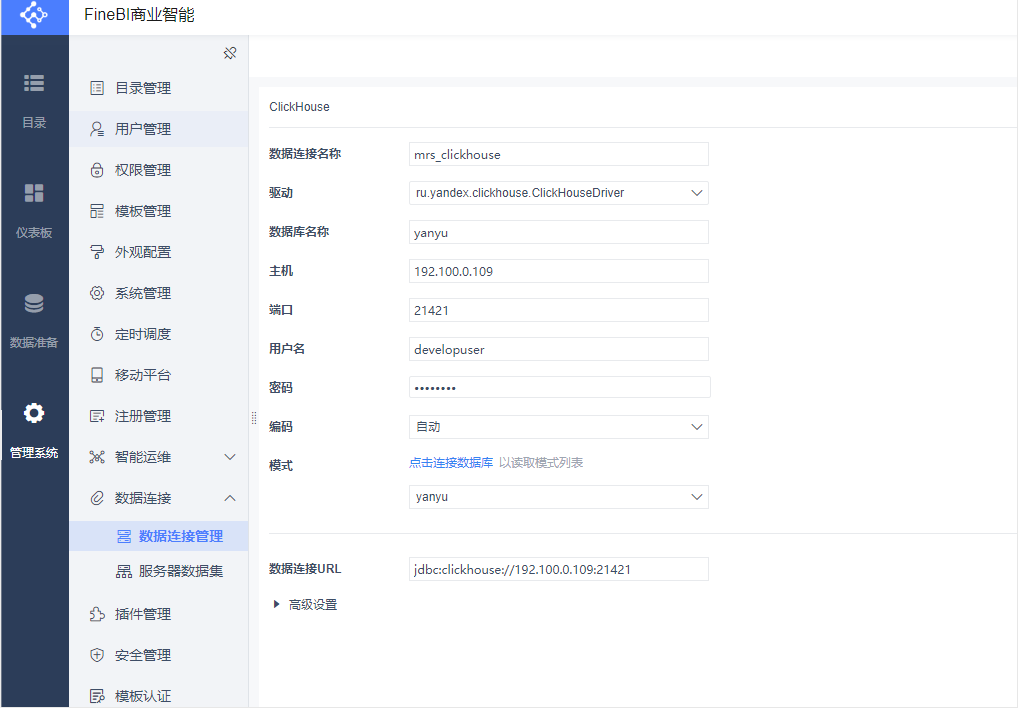 FineBI商业智能
目录
仪表板
数据准备
管理系统
目录管理
用户管理
权限管理
模板管理
外观配置
系统管理
定时调度
移动平台
注册管理
智能运维
数据连接
数据连接管理
服务器数据集
插件管理
安全管理
模板认证
ClickHouse
数据连接名称 mrs_clickhouse
驱动 ru.yandex.clickhouse.ClickHouseDriver
数据库名称 yanyu
主机 192.100.0.109
端口 21421
用户名 developuser
密码 ••••••••
编码 自动
模式 点击连接数据库 以读取模式列表
yanyu
数据连接URL jdbc:clickhouse://192.100.0.109:21421
高级设置